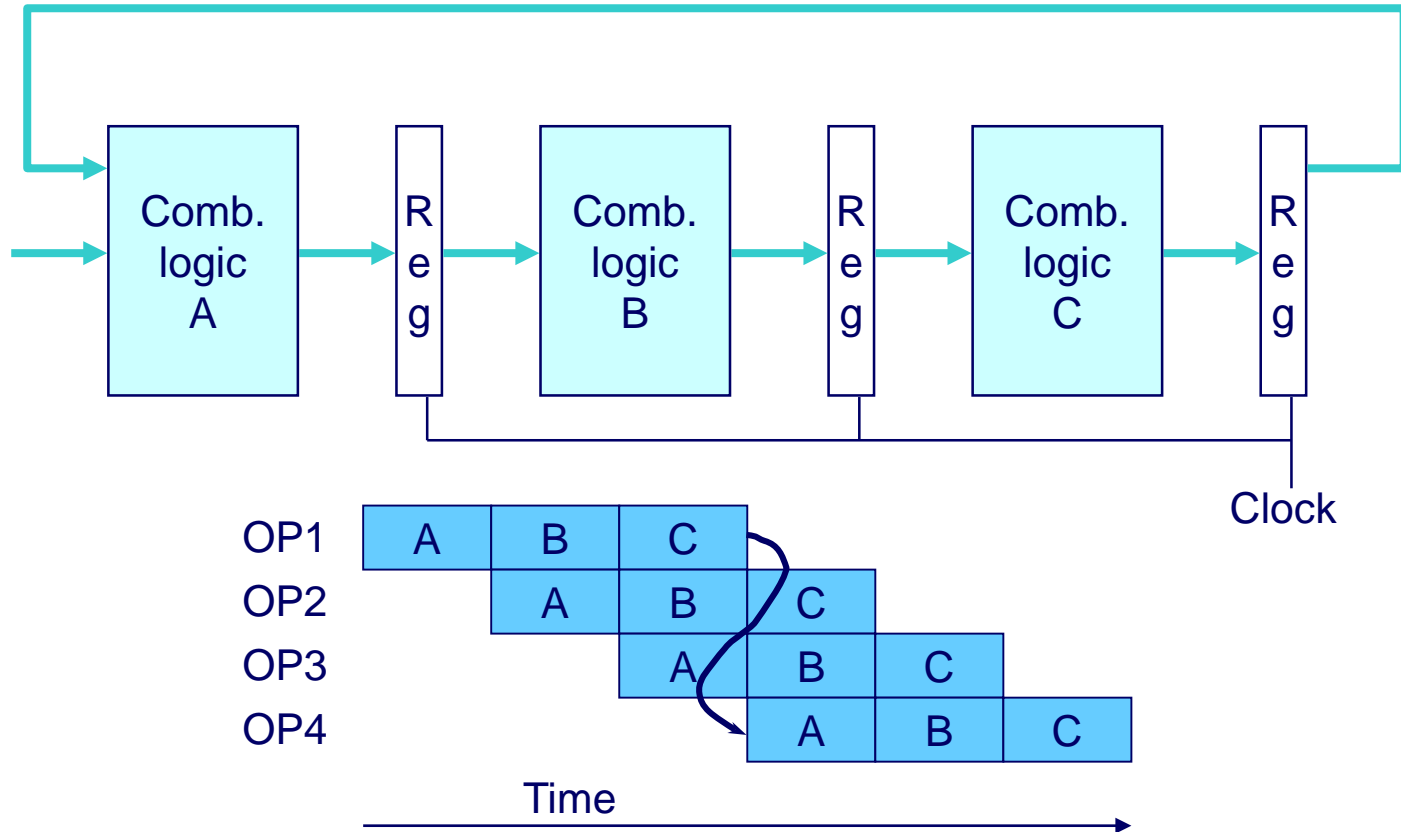 Comb.
logic
A
R
e
g
Comb.
logic
B
R
e
g
Comb.
logic
C
R
e
g
Clock
OP1 A B C
OP2 A B C
OP3 A B C
OP4 A B C
Time